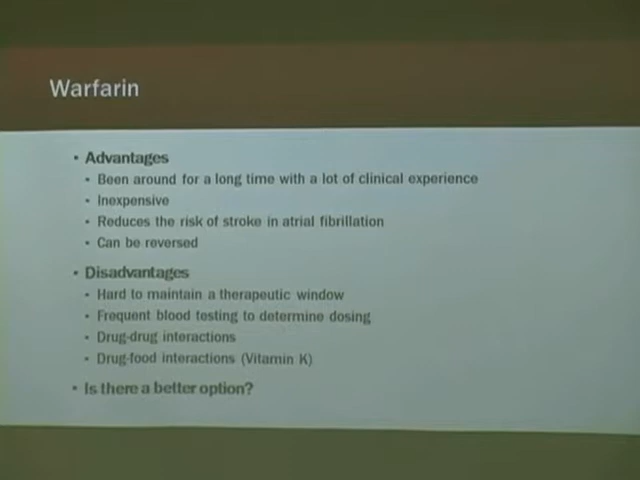 Warfarin
• Advantages
• Been around for a long time with a lot of clinical experience
• Inexpensive
• Reduces the risk of stroke in atrial fibrillation
• Can be reversed
• Disadvantages
• Hard to maintain a therapeutic window
• Frequent blood testing to determine dosing
• Drug-drug interactions
• Drug-food interactions (Vitamin K)
• Is there a better option?